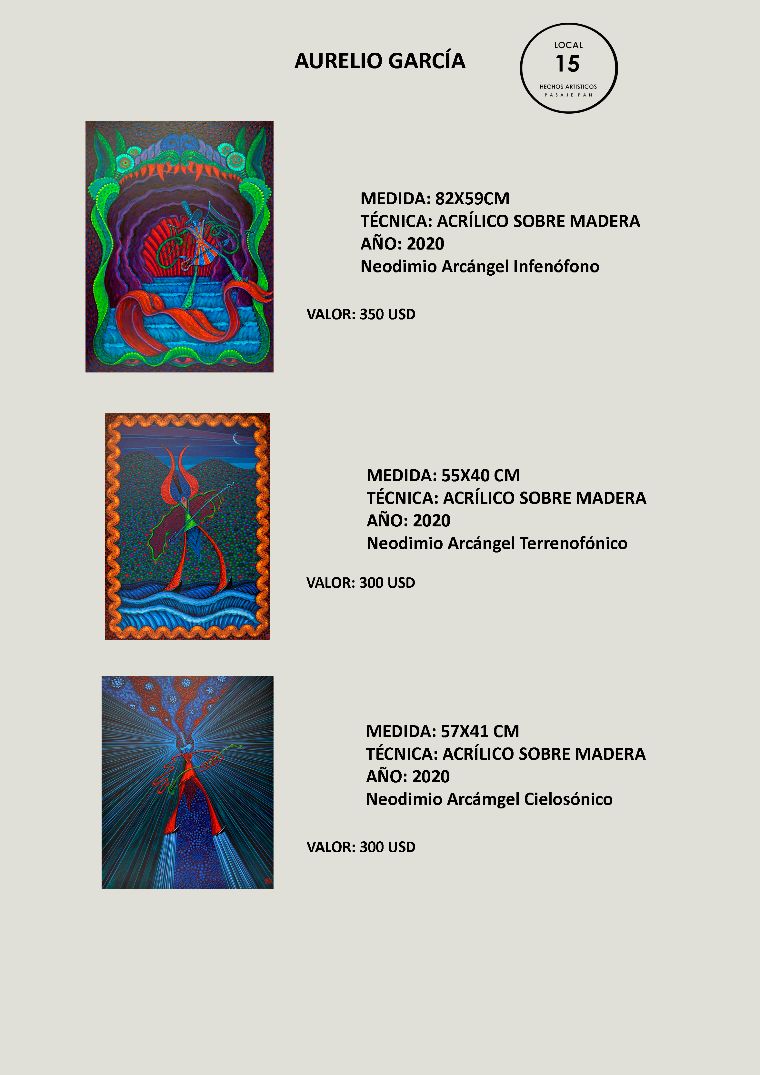 AURELIO GARCÍA
LOCAL
15
HECHOS ARTISTICOS
PASAJE PAN
MEDIDA: 82X59CM
TÉCNICA: ACRÍLICO SOBRE MADERA
AÑO: 2020
Neodimio Arcángel Infenófono
VALOR: 350 USD
MEDIDA: 55X40 CM
TÉCNICA: ACRÍLICO SOBRE MADERA
AÑO: 2020
Neodimio Arcángel Terrenofónico
VALOR: 300 USD
MEDIDA: 57X41 CM
TÉCNICA: ACRÍLICO SOBRE MADERA
AÑO: 2020
Neodimio Arcámgel Cielosónico
VALOR: 300 USD